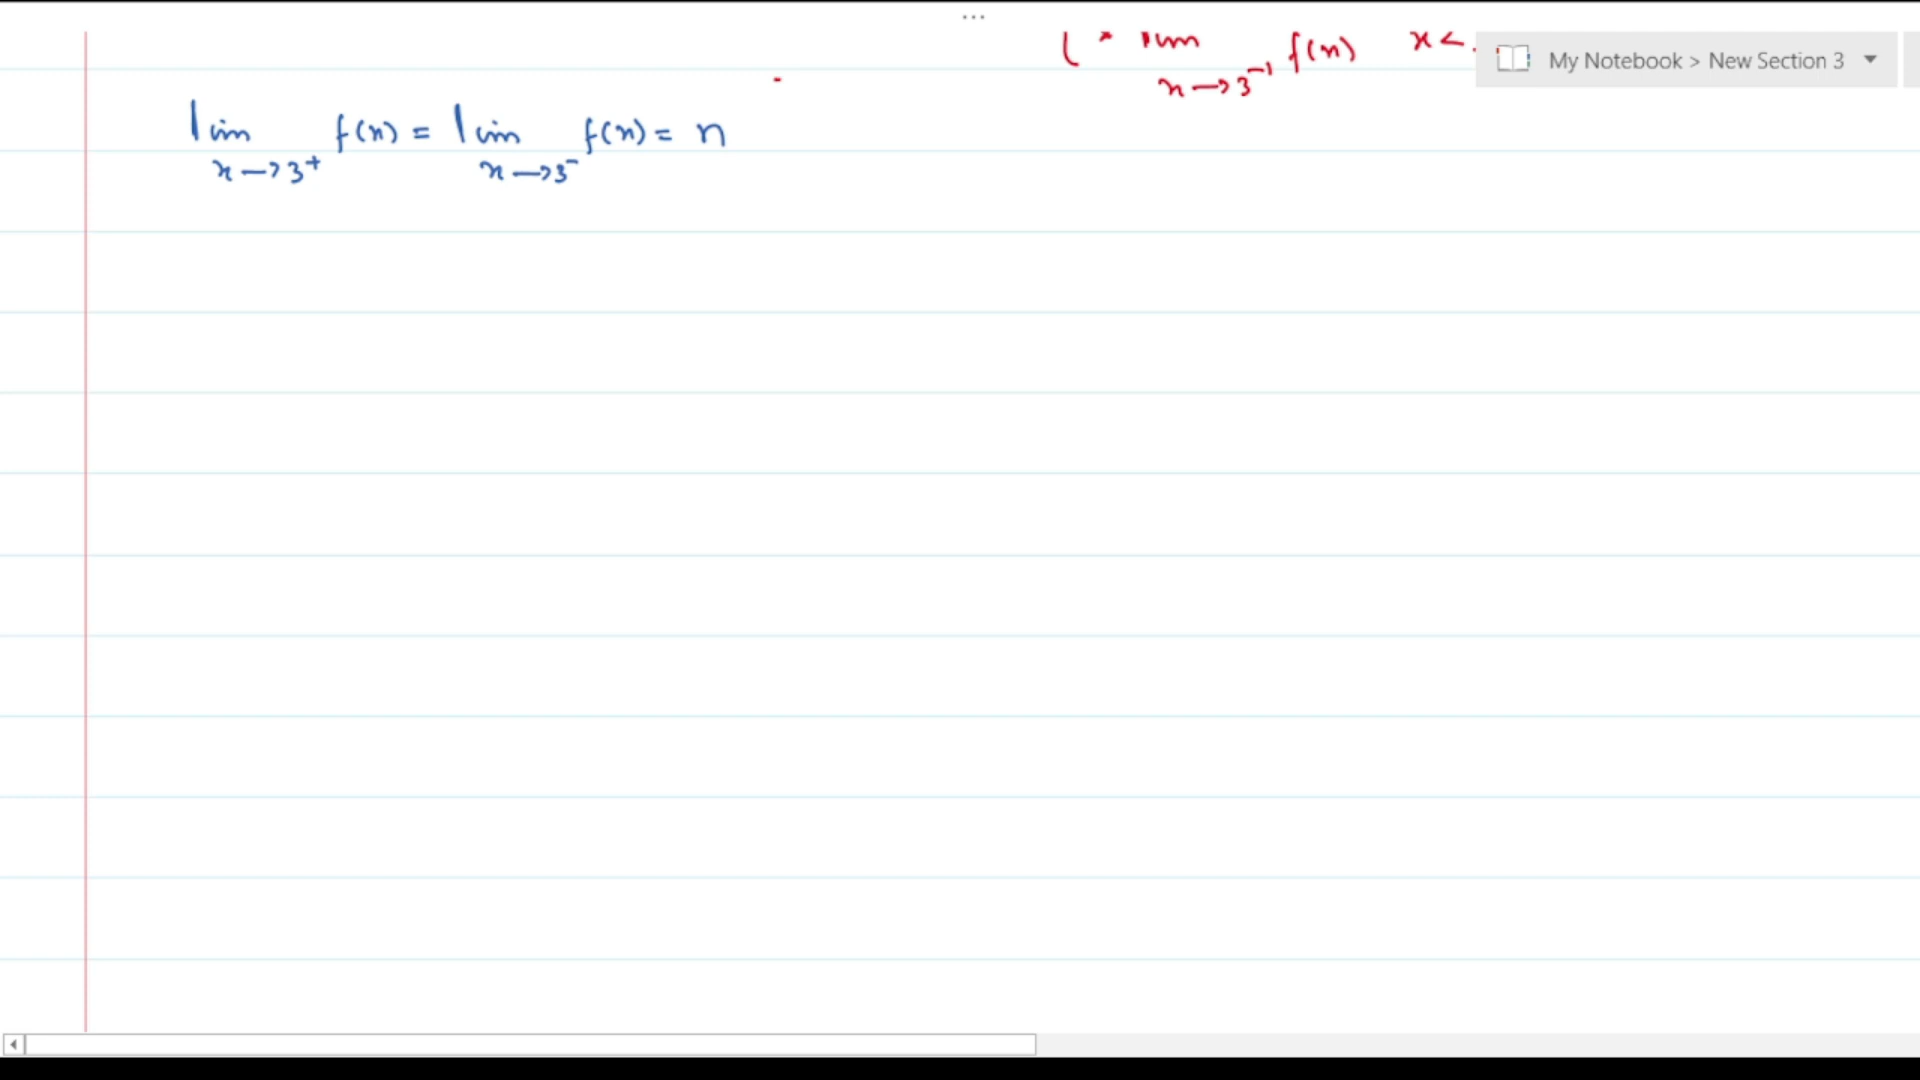 lim f(x) x<
x→3⁻
My Notebook > New Section 3
lim f(x) = lim f(x) = n
x→3⁺ x→3⁻